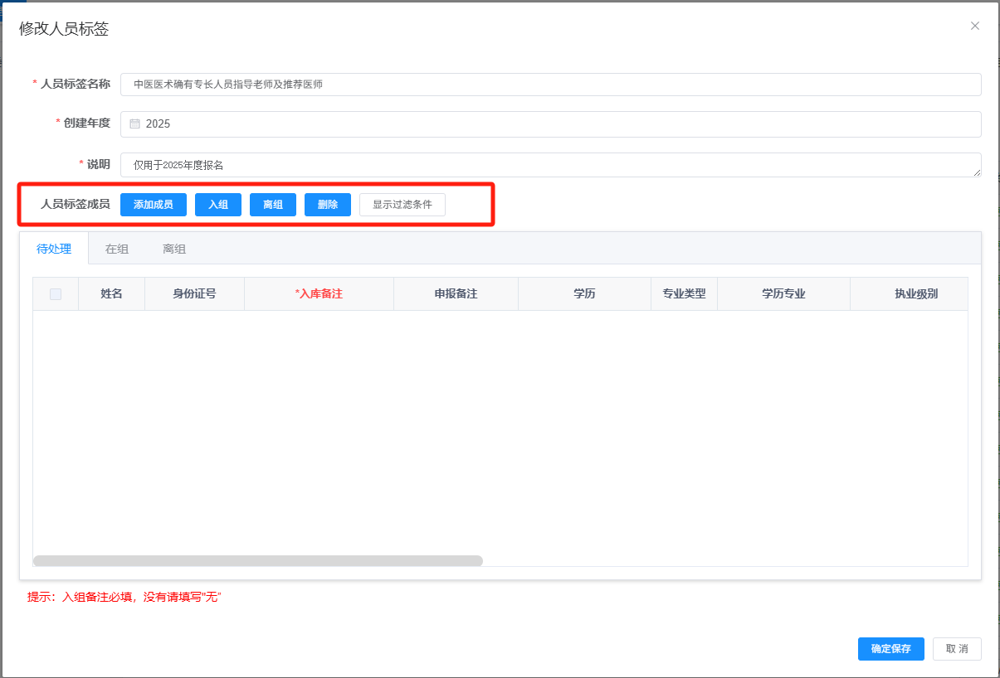 修改人员标签
* 人员标签名称 中医医术确有专长人员指导老师及推荐医师
* 创建年度 2025
* 说明 仅用于2025年度报名
人员标签成员 添加成员 入组 离组 删除 显示过滤条件
待处理 在组 离组
姓名 身份证号 *入库备注 申报备注 学历 专业类型 学历专业 执业级别
提示：入组备注必填，没有请填写"无"
确定保存 取消